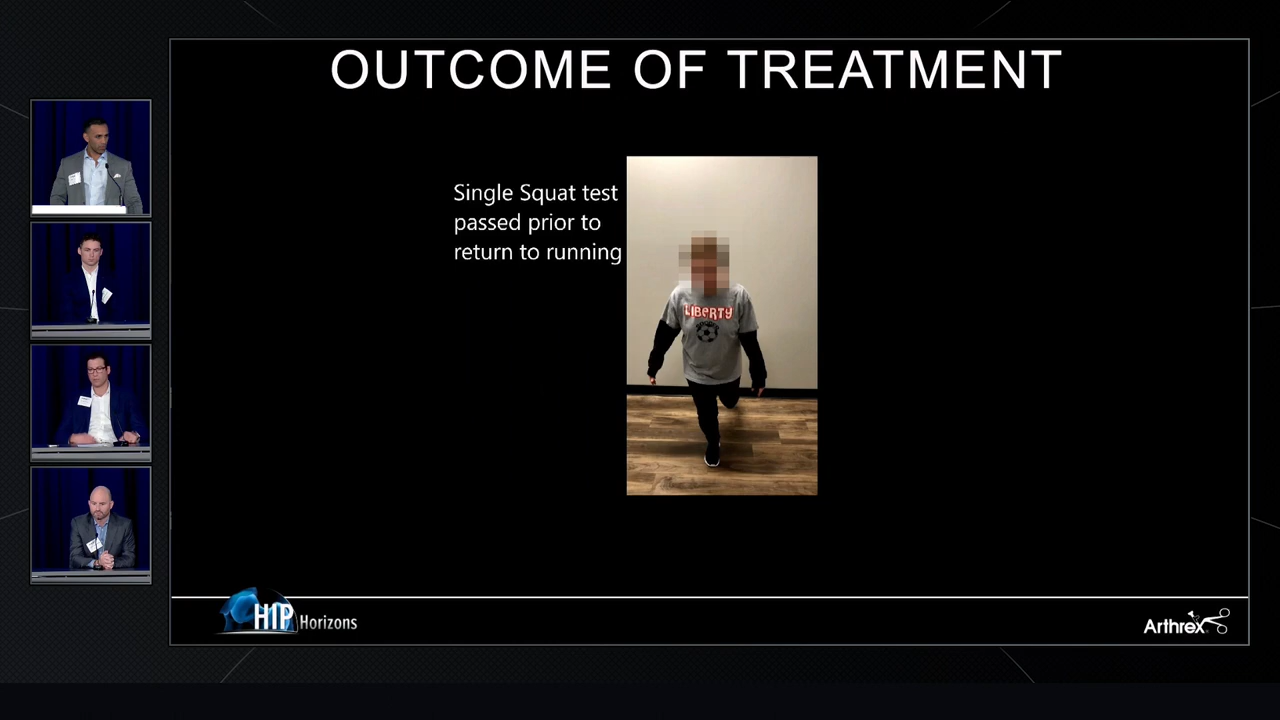 OUTCOME OF TREATMENT
Single Squat test
passed prior to
return to running
LIBERTY
HIP Horizons
Arthrex